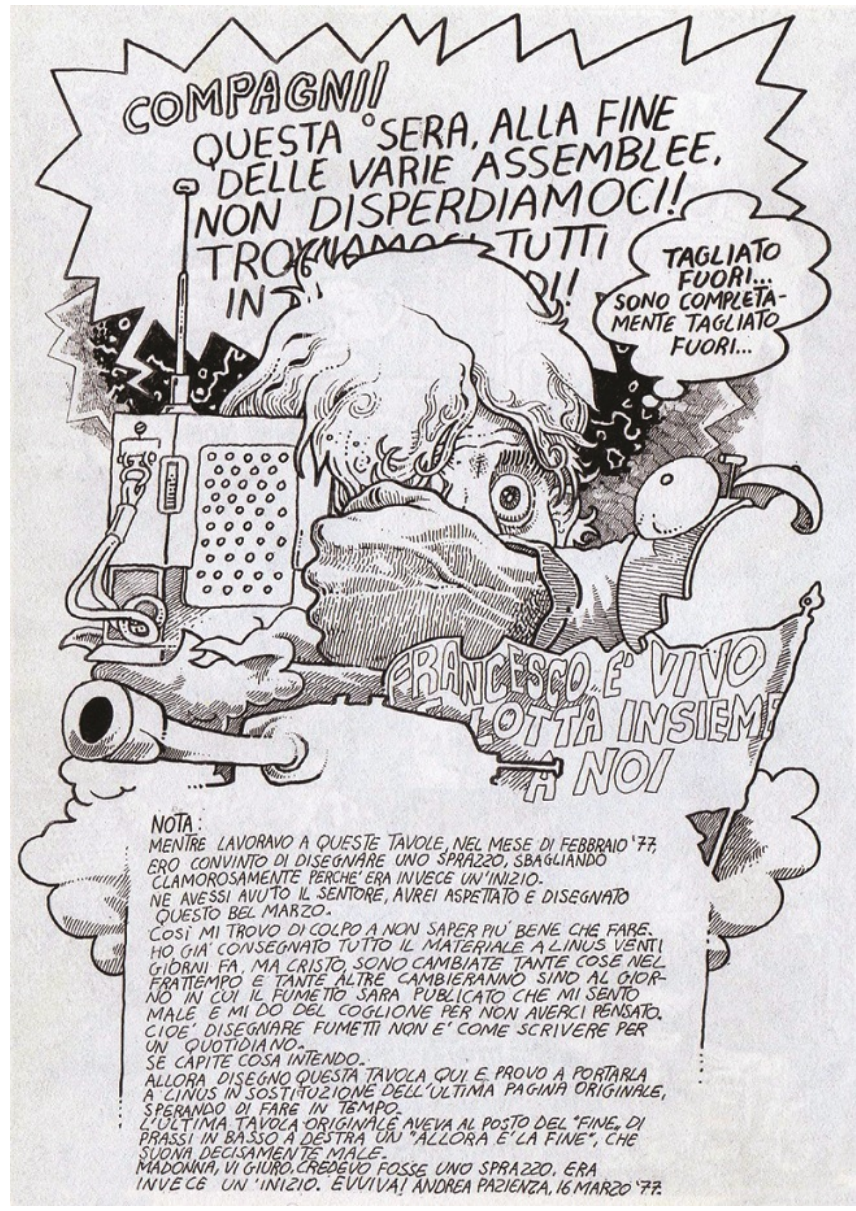 COMPAGNI!
QUESTA SERA, ALLA FINE
DELLE VARIE ASSEMBLEE,
NON DISPERDIAMOCI!!
TUTTI
IN
TAGLIATO
FUORI...
SONO COMPLETA-
MENTE TAGLIATO
FUORI...
FRANCESCO E' VIVO
LOTTA INSIEME
A NOI
NOTA:
MENTRE LAVORAVO A QUESTE TAVOLE, NEL MESE DI FEBBRAIO '77,
ERO CONVINTO DI DISEGNARE UNO SPRAZZO, SBAGLIANDO
CLAMOROSAMENTE PERCHE' ERA INVECE UN'INIZIO.
NE AVESSI AVUTO IL SENTORE, AVREI ASPETTATO E DISEGNATO
QUESTO BEL MARZO.
COSÌ MI TROVO DI COLPO A NON SAPER PIU' BENE CHE FARE.
HO GIA' CONSEGNATO TUTTO IL MATERIALE A LINUS VENTI
GIORNI FA, MA CRISTO, SONO CAMBIATE TANTE COSE NEL
FRATTEMPO E TANTE ALTRE CAMBIERANNO SINO AL GIOR-
NO IN CUI IL FUMETTO SARA PUBLICATO CHE MI SENTO
MALE E MI DO DEL COGLIONE PER NON AVERCI PENSATO.
CIOE' DISEGNARE FUMETTI NON E' COME SCRIVERE PER
UN QUOTIDIANO.
SE CAPITE COSA INTENDO.
ALLORA DISEGNO QUESTA TAVOLA QUI E PROVO A PORTARLA
A LINUS IN SOSTITUZIONE DELL'ULTIMA PAGINA ORIGINALE,
SPERANDO DI FARE IN TEMPO.
L'ULTIMA TAVOLA ORIGINALE AVEVA AL POSTO DEL "FINE" DI
PRASSI IN BASSO A DESTRA UN "ALLORA E' LA FINE", CHE
SUONA DECISAMENTE MALE.
MADONNA, VI GIURO, CREDEVO FOSSE UNO SPRAZZO, ERA
INVECE UN'INIZIO. EVVIVA! ANDREA PAZIENZA, 16 MARZO '77.